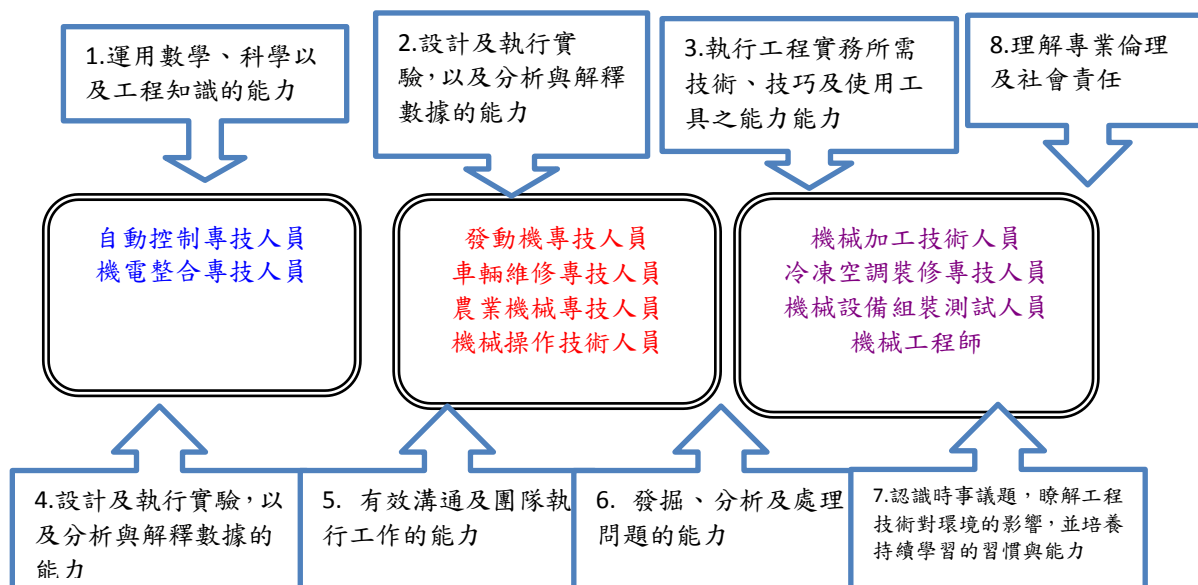 1.運用數學、科學以
及工程知識的能力
2.設計及執行實
驗，以及分析與解釋
數據的能力
3.執行工程實務所需
技術、技巧及使用工
具之能力能力
8.理解專業倫理
及社會責任
自動控制專技人員
機電整合專技人員
發動機專技人員
車輛維修專技人員
農業機械專技人員
機械操作技術人員
機械加工技術人員
冷凍空調裝修專技人員
機械設備組裝測試人員
機械工程師
4.設計及執行實驗，以
及分析與解釋數據的
能力
5. 有效溝通及團隊執
行工作的能力
6. 發掘、分析及處理
問題的能力
7.認識時事議題，瞭解工程
技術對環境的影響，並培養
持續學習的習慣與能力